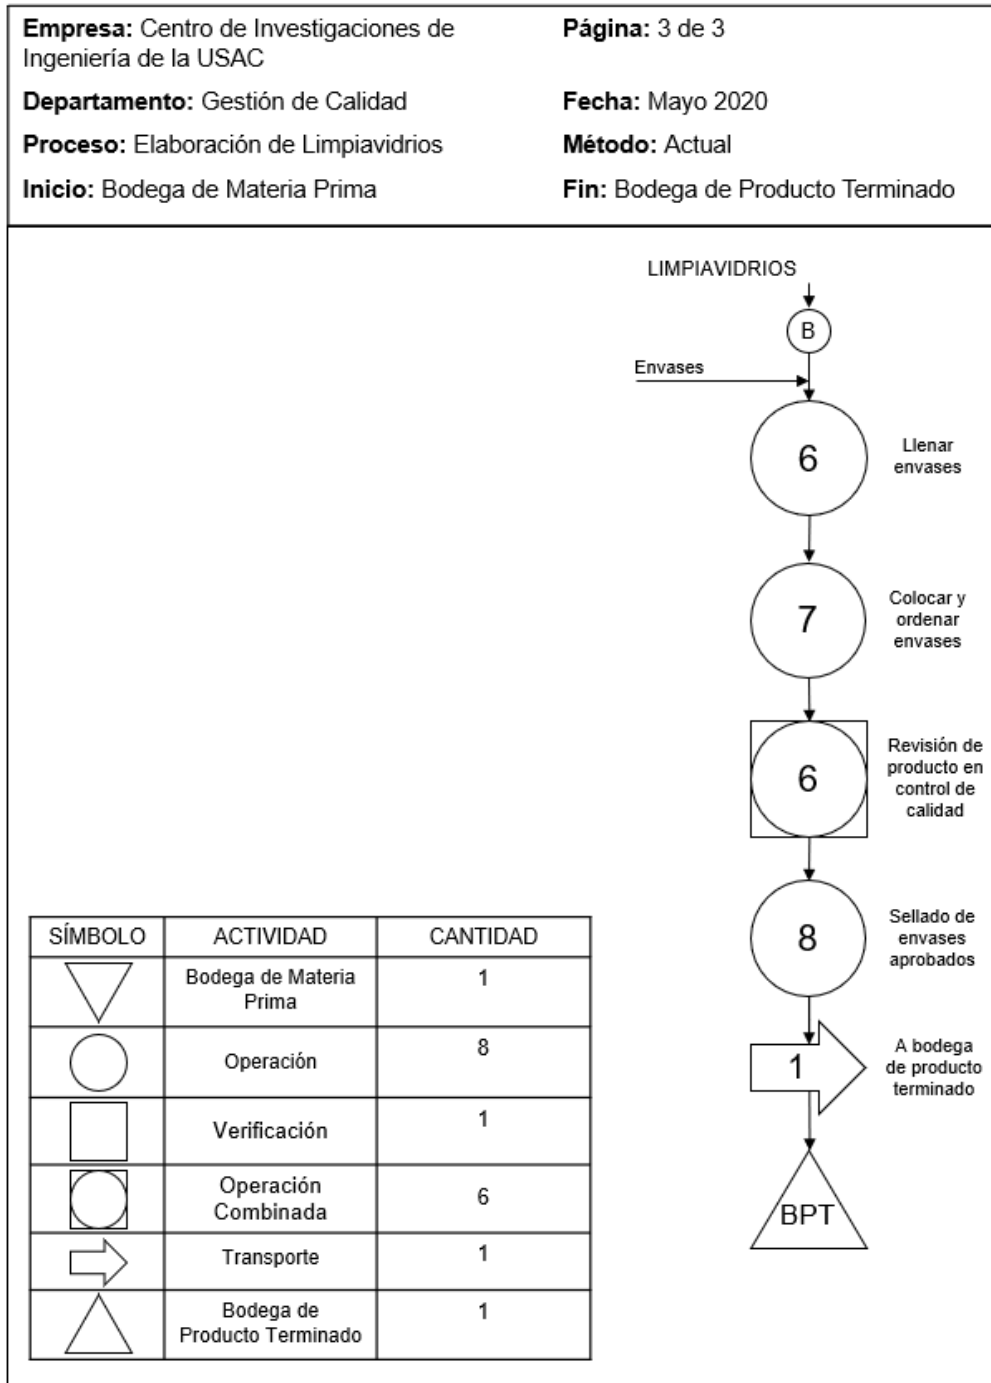 Empresa: Centro de Investigaciones de
Ingeniería de la USAC
Página: 3 de 3
Departamento: Gestión de Calidad
Fecha: Mayo 2020
Proceso: Elaboración de Limpiavidrios
Método: Actual
Inicio: Bodega de Materia Prima
Fin: Bodega de Producto Terminado
LIMPIAVIDRIOS
B
Envases
6
Llenar
envases
7
Colocar y
ordenar
envases
6
Revisión de
producto en
control de
calidad
8
Sellado de
envases
aprobados
1
A bodega
de producto
terminado
BPT
SÍMBOLO ACTIVIDAD CANTIDAD
Bodega de Materia
Prima
1
Operación
8
Verificación
1
Operación
Combinada
6
Transporte
1
Bodega de
Producto Terminado
1